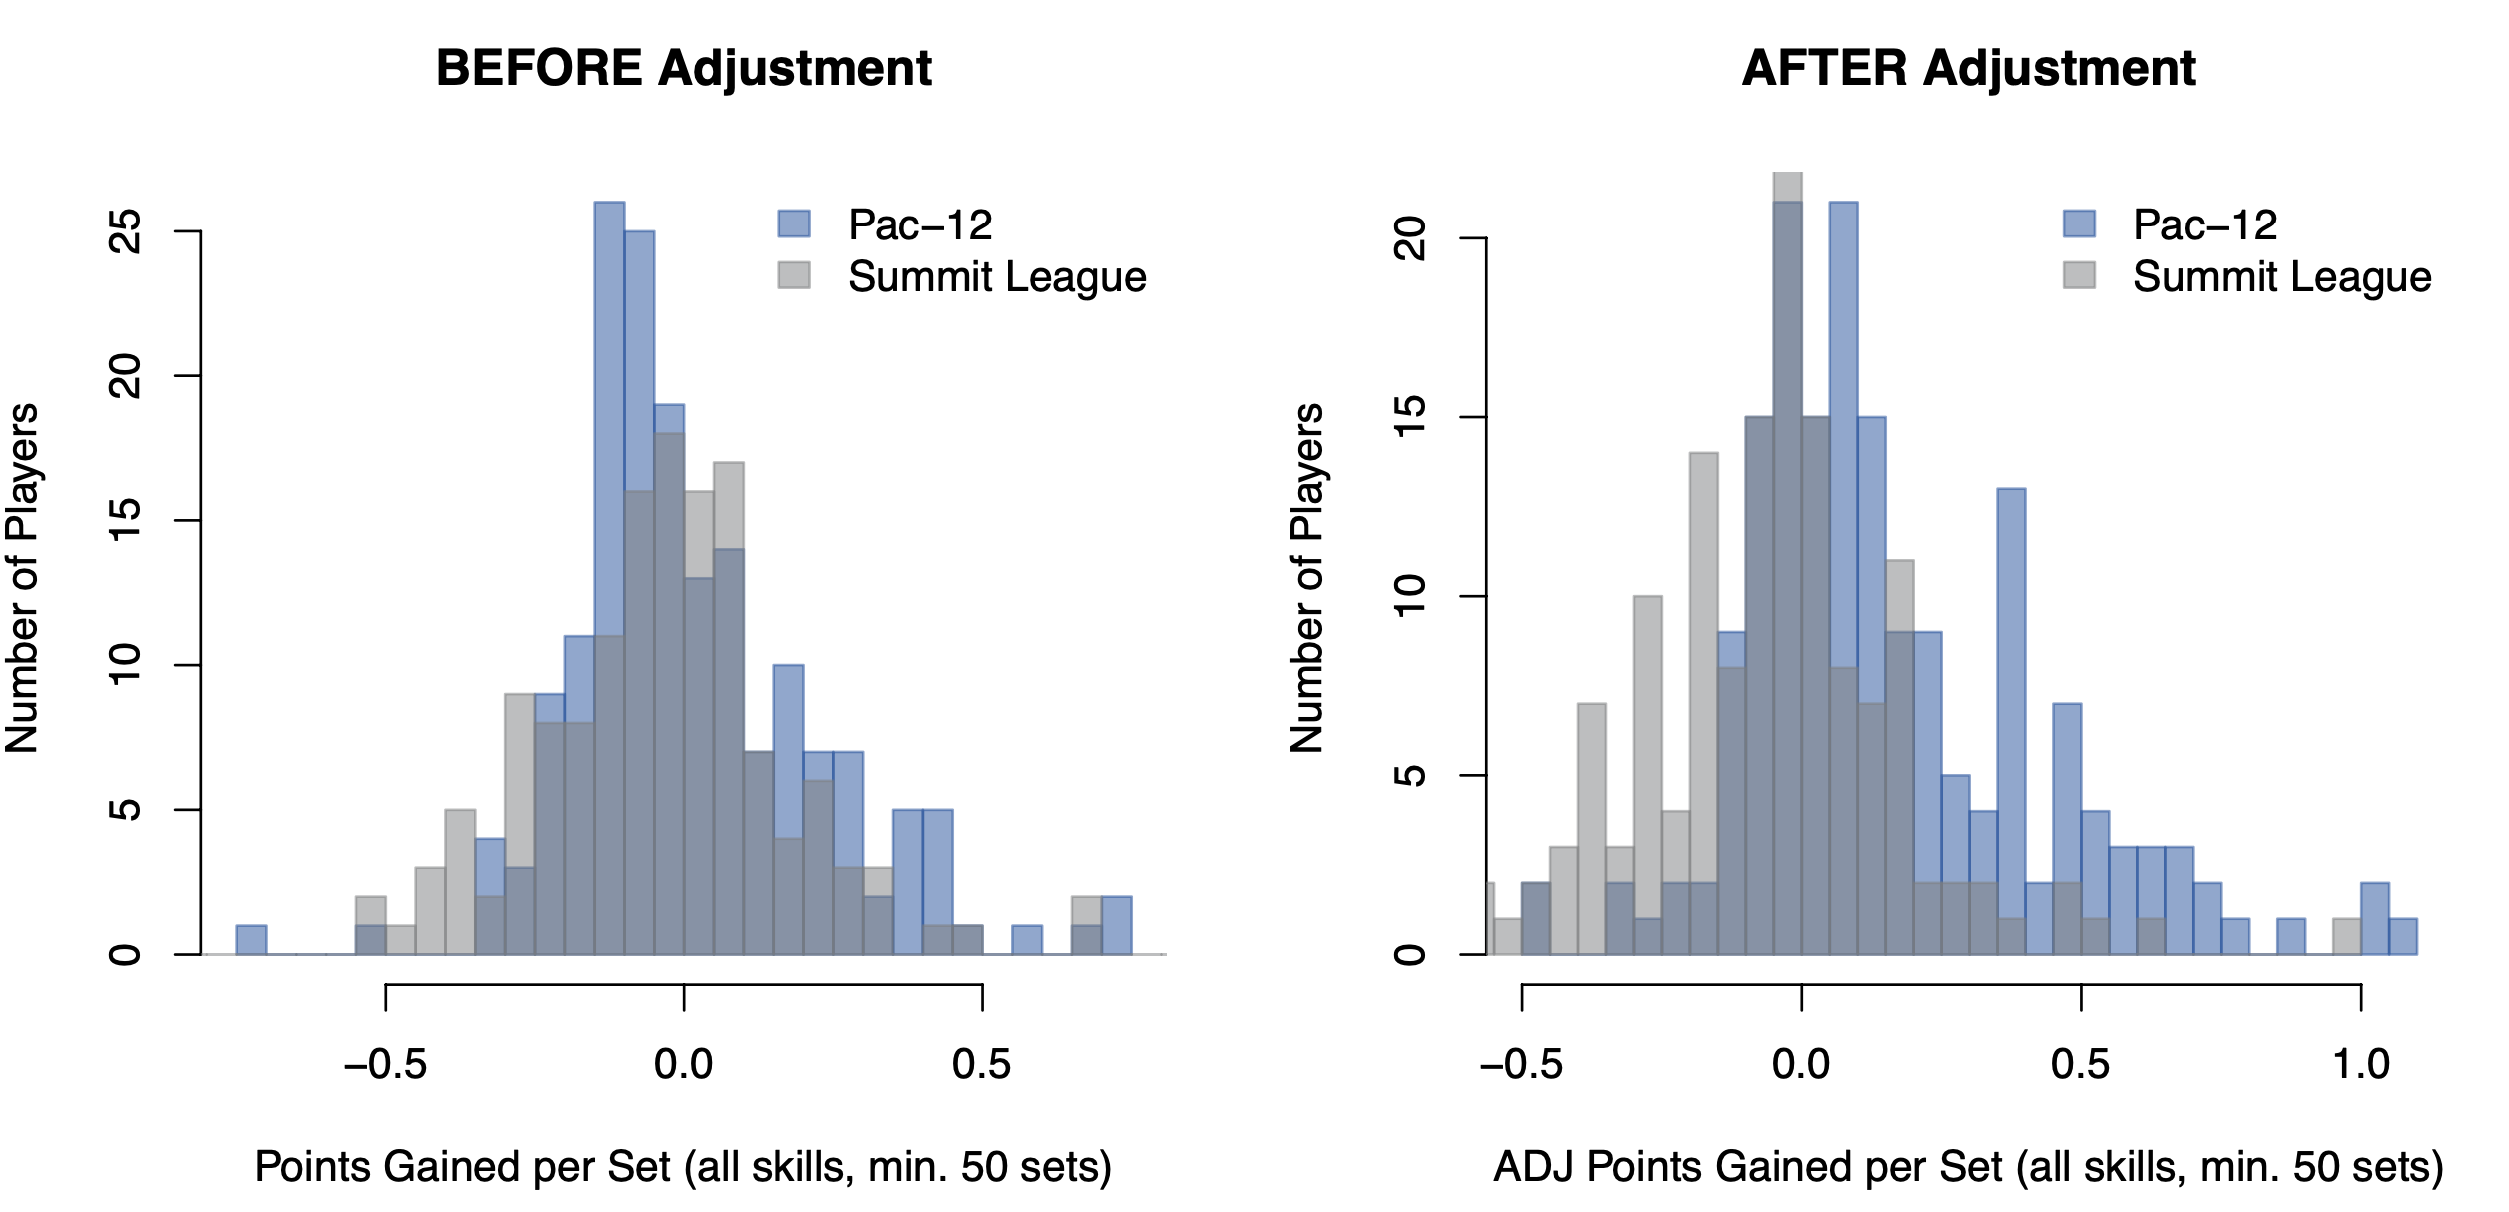 BEFORE Adjustment
Number of Players
25
20
15
10
5
0
Pac−12
Summit League
−0.5 0.0 0.5
Points Gained per Set (all skills, min. 50 sets)
AFTER Adjustment
Number of Players
20
15
10
5
0
Pac−12
Summit League
−0.5 0.0 0.5 1.0
ADJ Points Gained per Set (all skills, min. 50 sets)